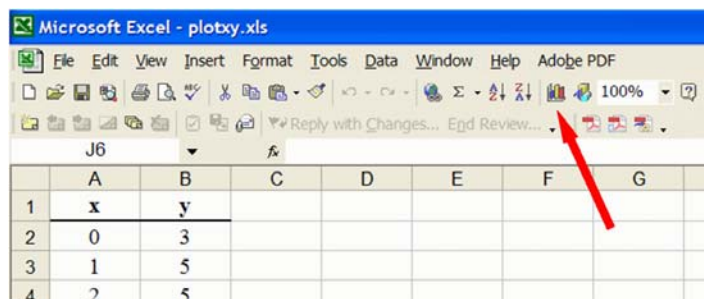 Microsoft Excel - plotxy.xls
File Edit View Insert Format Tools Data Window Help Adobe PDF
Σ 100%
Reply with Changes... End Review...
J6 fx
A B C D E F G
1 x y
2 0 3
3 1 5
4 2 5